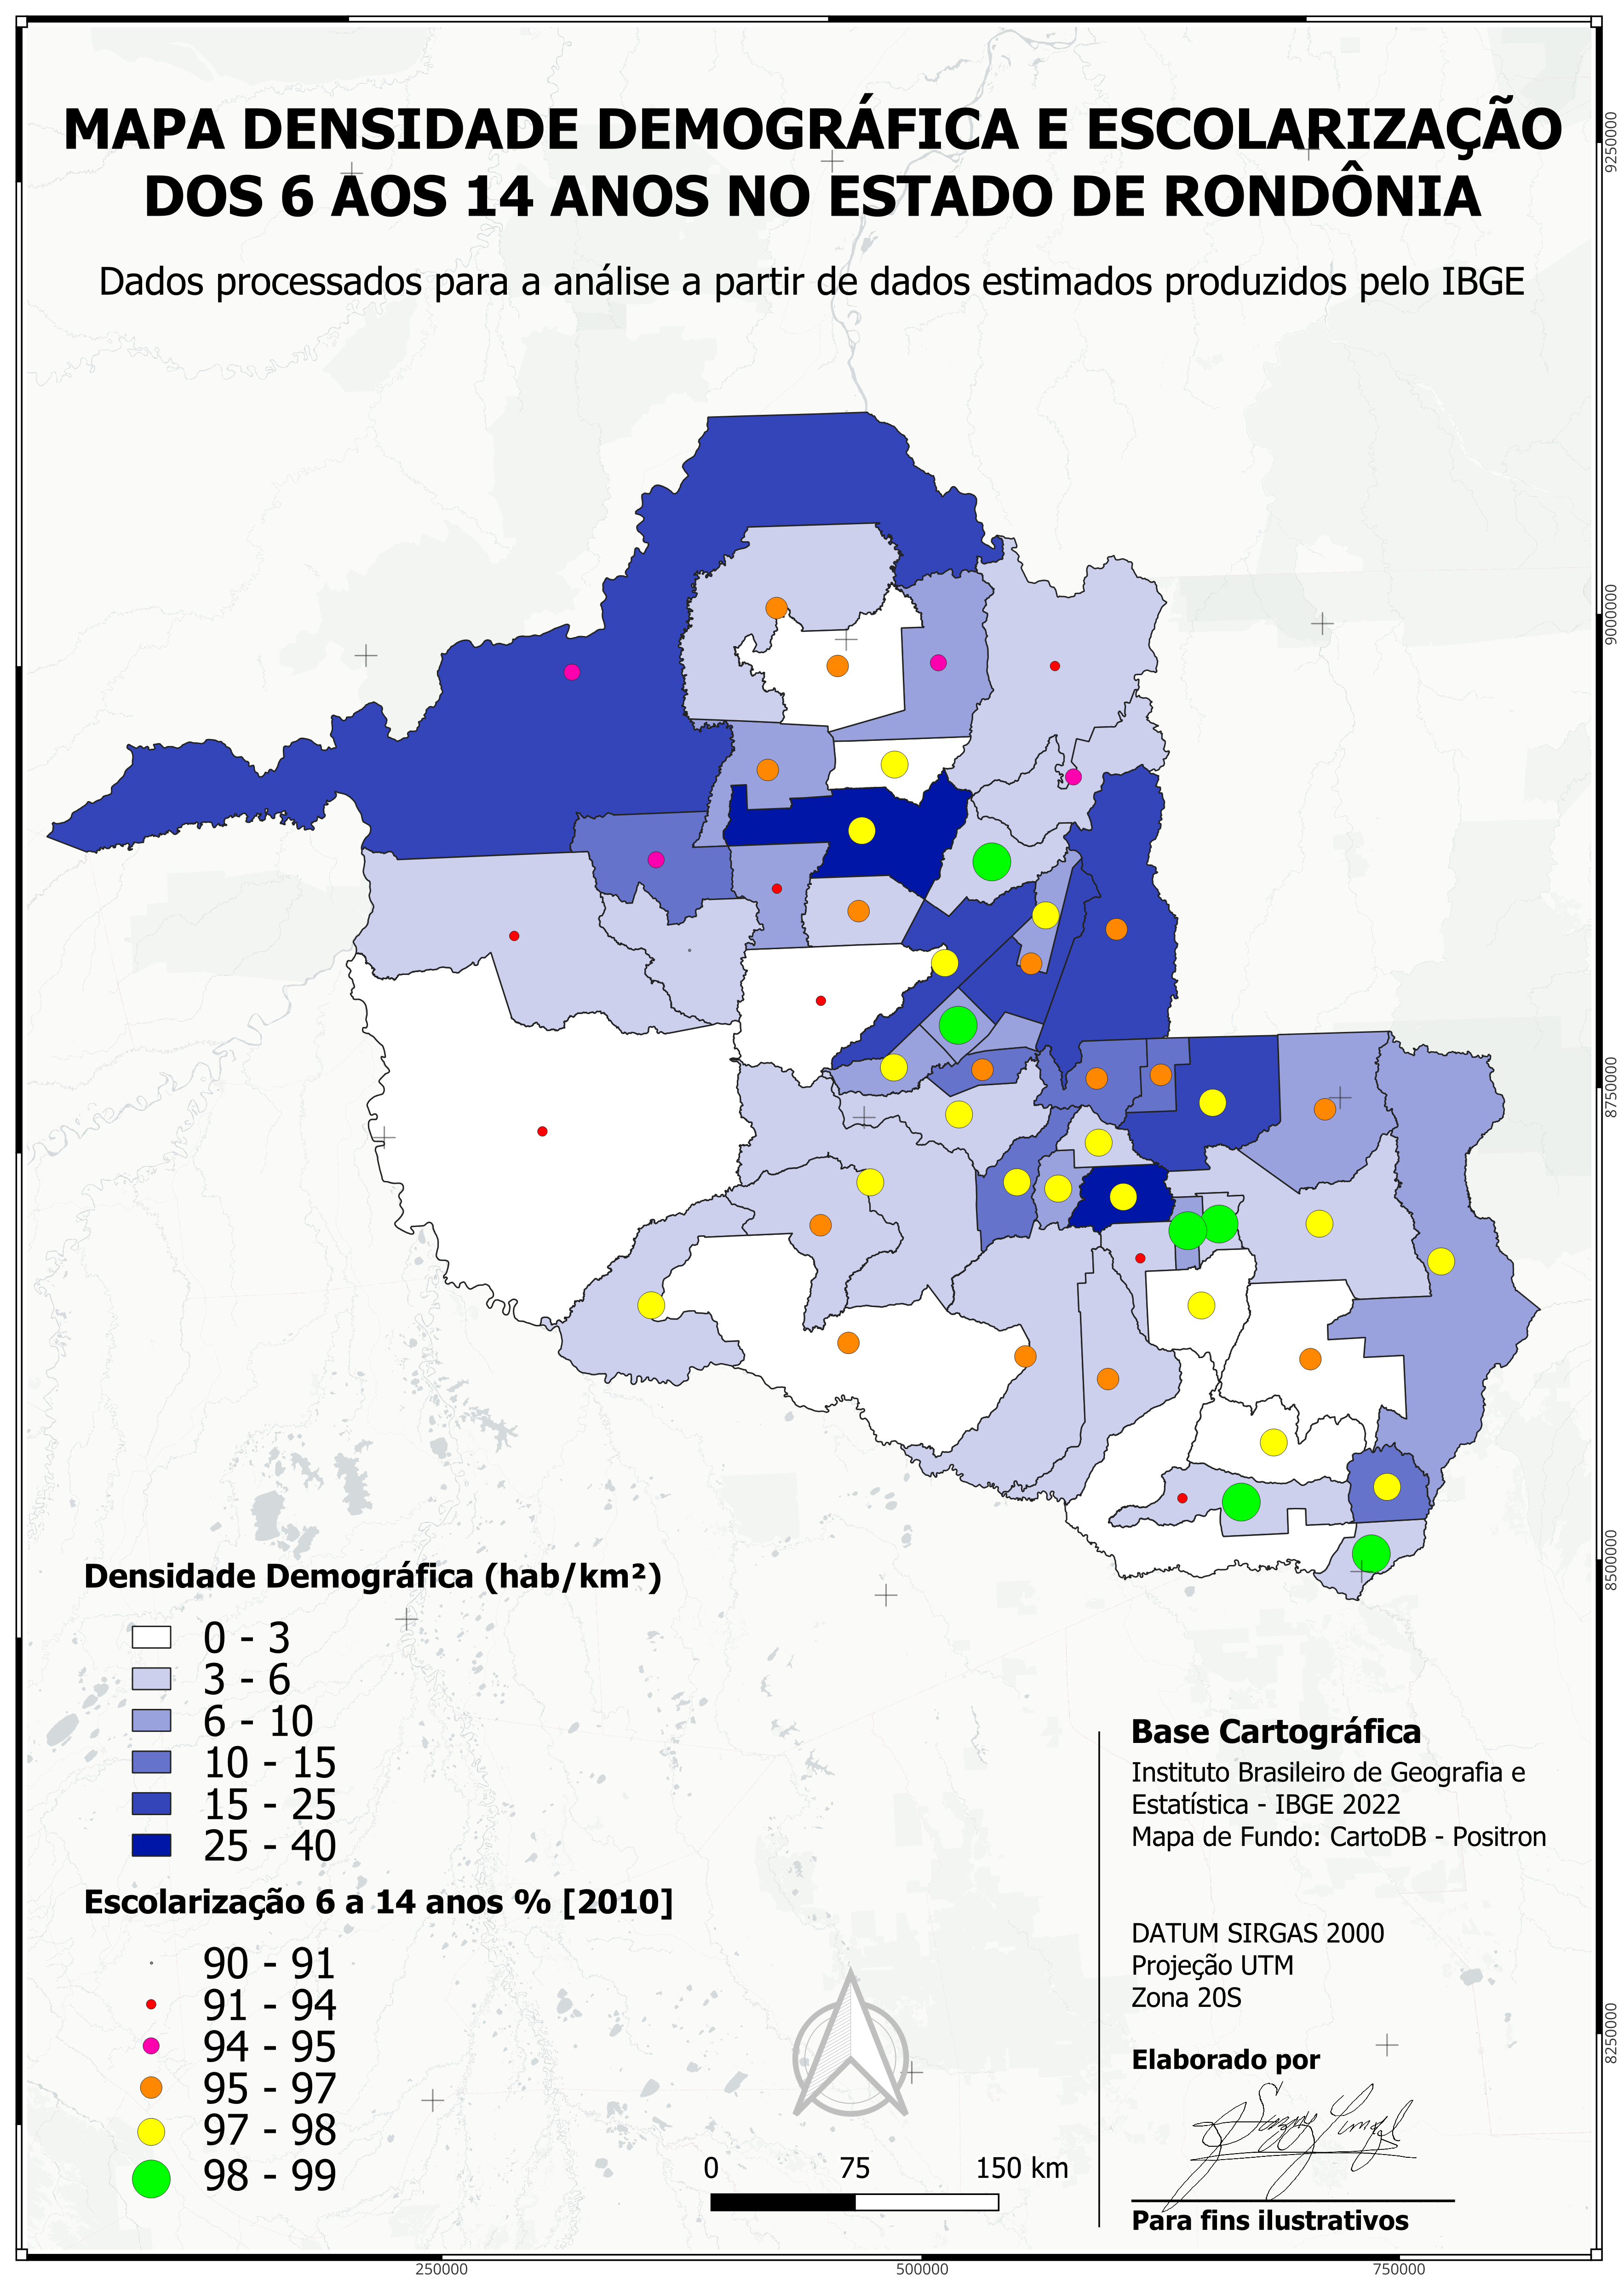 MAPA DENSIDADE DEMOGRÁFICA E ESCOLARIZAÇÃO
DOS 6 AOS 14 ANOS NO ESTADO DE RONDÔNIA
Dados processados para a análise a partir de dados estimados produzidos pelo IBGE
9250000
9000000
8750000
8500000
8250000
Densidade Demográfica (hab/km²)
0 - 3
3 - 6
6 - 10
10 - 15
15 - 25
25 - 40
Escolarização 6 a 14 anos % [2010]
90 - 91
91 - 94
94 - 95
95 - 97
97 - 98
98 - 99
0 75 150 km
Base Cartográfica
Instituto Brasileiro de Geografia e
Estatística - IBGE 2022
Mapa de Fundo: CartoDB - Positron
DATUM SIRGAS 2000
Projeção UTM
Zona 20S
Elaborado por
Para fins ilustrativos
250000 500000 750000